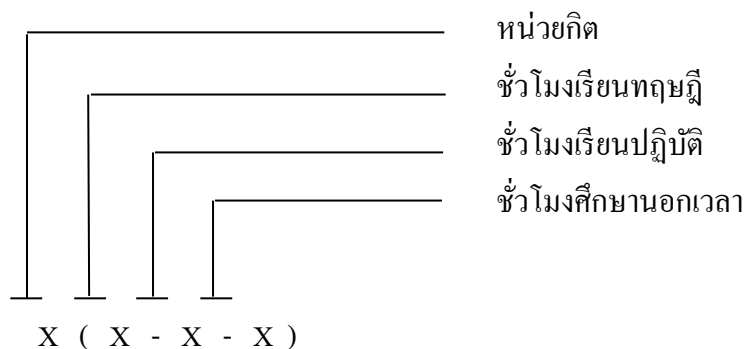 หน่วยกิต
ชั่วโมงเรียนทฤษฎี
ชั่วโมงเรียนปฏิบัติ
ชั่วโมงศึกษานอกเวลา
X ( X - X - X )